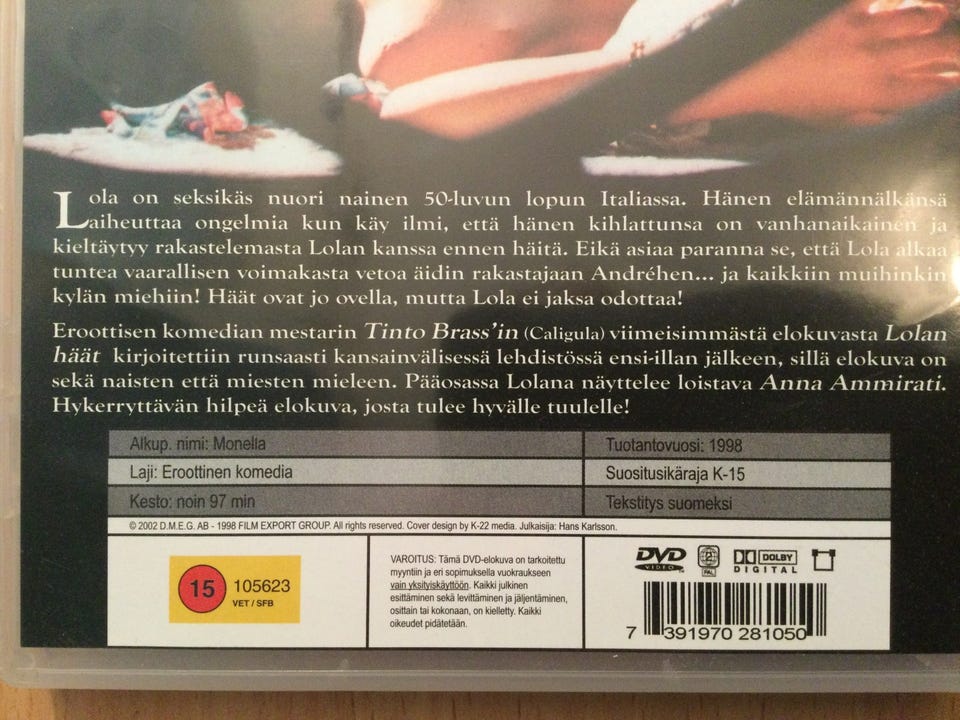 Lola on seksikäs nuori nainen 50-luvun lopun Italiassa. Hänen elämännälkänsä
aiheuttaa ongelmia kun käy ilmi, että hänen kihlattunsa on vanhanaikainen ja
kieltäytyy rakastelemasta Lolan kanssa ennen häitä. Eikä asiaa paranna se, että Lola alkaa
tuntea vaarallisen voimakasta vetoa äidin rakastajaan Andréhen... ja kaikkiin muihinkin
kylän miehiin! Häät ovat jo ovella, mutta Lola ei jaksa odottaa!
Eroottisen komedian mestarin Tinto Brass'in (Caligula) viimeisimmästä elokuvasta Lolan
häät kirjoitettiin runsaasti kansainvälisessä lehdistössä ensi-illan jälkeen, sillä elokuva on
sekä naisten että miesten mieleen. Pääosassa Lolana näyttelee loistava Anna Ammirati.
Hykerryttävän hilpeä elokuva, josta tulee hyvälle tuulelle!
Alkup. nimi: Monella
Tuotantovuosi: 1998
Laji: Eroottinen komedia
Suositusikäraja K-15
Kesto: noin 97 min
Tekstitys suomeksi
© 2002 D.M.E.G. AB - 1998 FILM EXPORT GROUP. All rights reserved. Cover design by K-22 media. Julkaisija: Hans Karlsson.
15 105623
VET / SFB
VAROITUS: Tämä DVD-elokuva on tarkoitettu
myyntiin ja eri sopimuksella vuokraukseen
vain yksityiskäyttöön. Kaikki julkinen
esittäminen sekä levittäminen ja jäljentäminen,
osittain tai kokonaan, on kielletty. Kaikki
oikeudet pidätetään.
DVD
VIDEO
2
PAL
DOLBY
DIGITAL
7 391970 281050